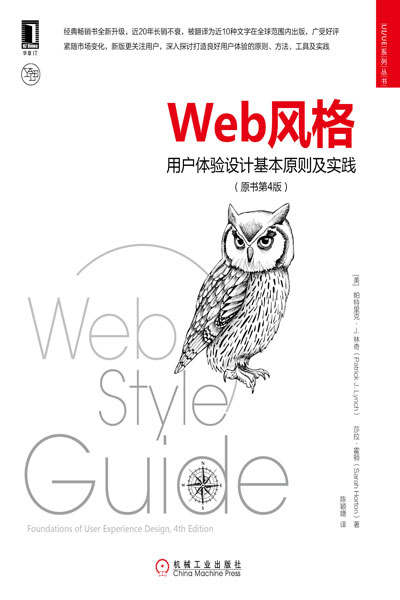 华章IT
经典畅销书全新升级，近20年长销不衰，被翻译为近10种文字在全球范围内出版，广受好评
紧随市场变化，新版更关注用户，深入探讨打造良好用户体验的原则、方法、工具及实践
UI/UE系列丛书
Web风格
用户体验设计基本原则及实践
（原书第4版）
[美] 帕特里克·J.林奇（Patrick J. Lynch） 莎拉·霍顿（Sarah Horton）著
陈颖婕 译
Web
Style
Guide
Foundations of User Experience Design, 4th Edition
机械工业出版社
China Machine Press